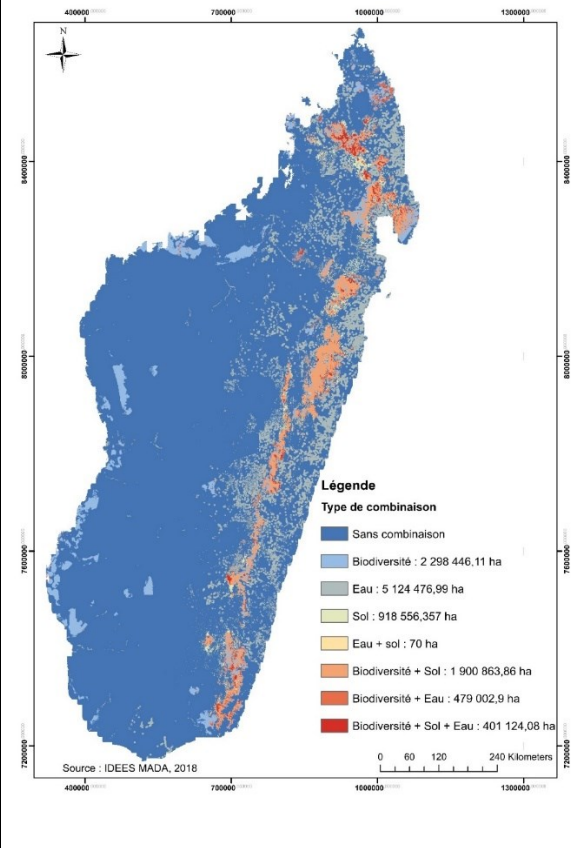 400000 700000 1000000 1300000
N
8400000 8400000
8000000 8000000
7600000 7600000
7200000 7200000
Légende
Type de combinaison
Sans combinaison
Biodiversité : 2 298 446,11 ha
Eau : 5 124 476,99 ha
Sol : 918 556,357 ha
Eau + sol : 70 ha
Biodiversité + Sol : 1 900 863,86 ha
Biodiversité + Eau : 479 002,9 ha
Biodiversité + Sol + Eau : 401 124,08 ha
Source : IDEES MADA, 2018
0 60 120 240 Kilometers
400000 700000 1000000 1300000